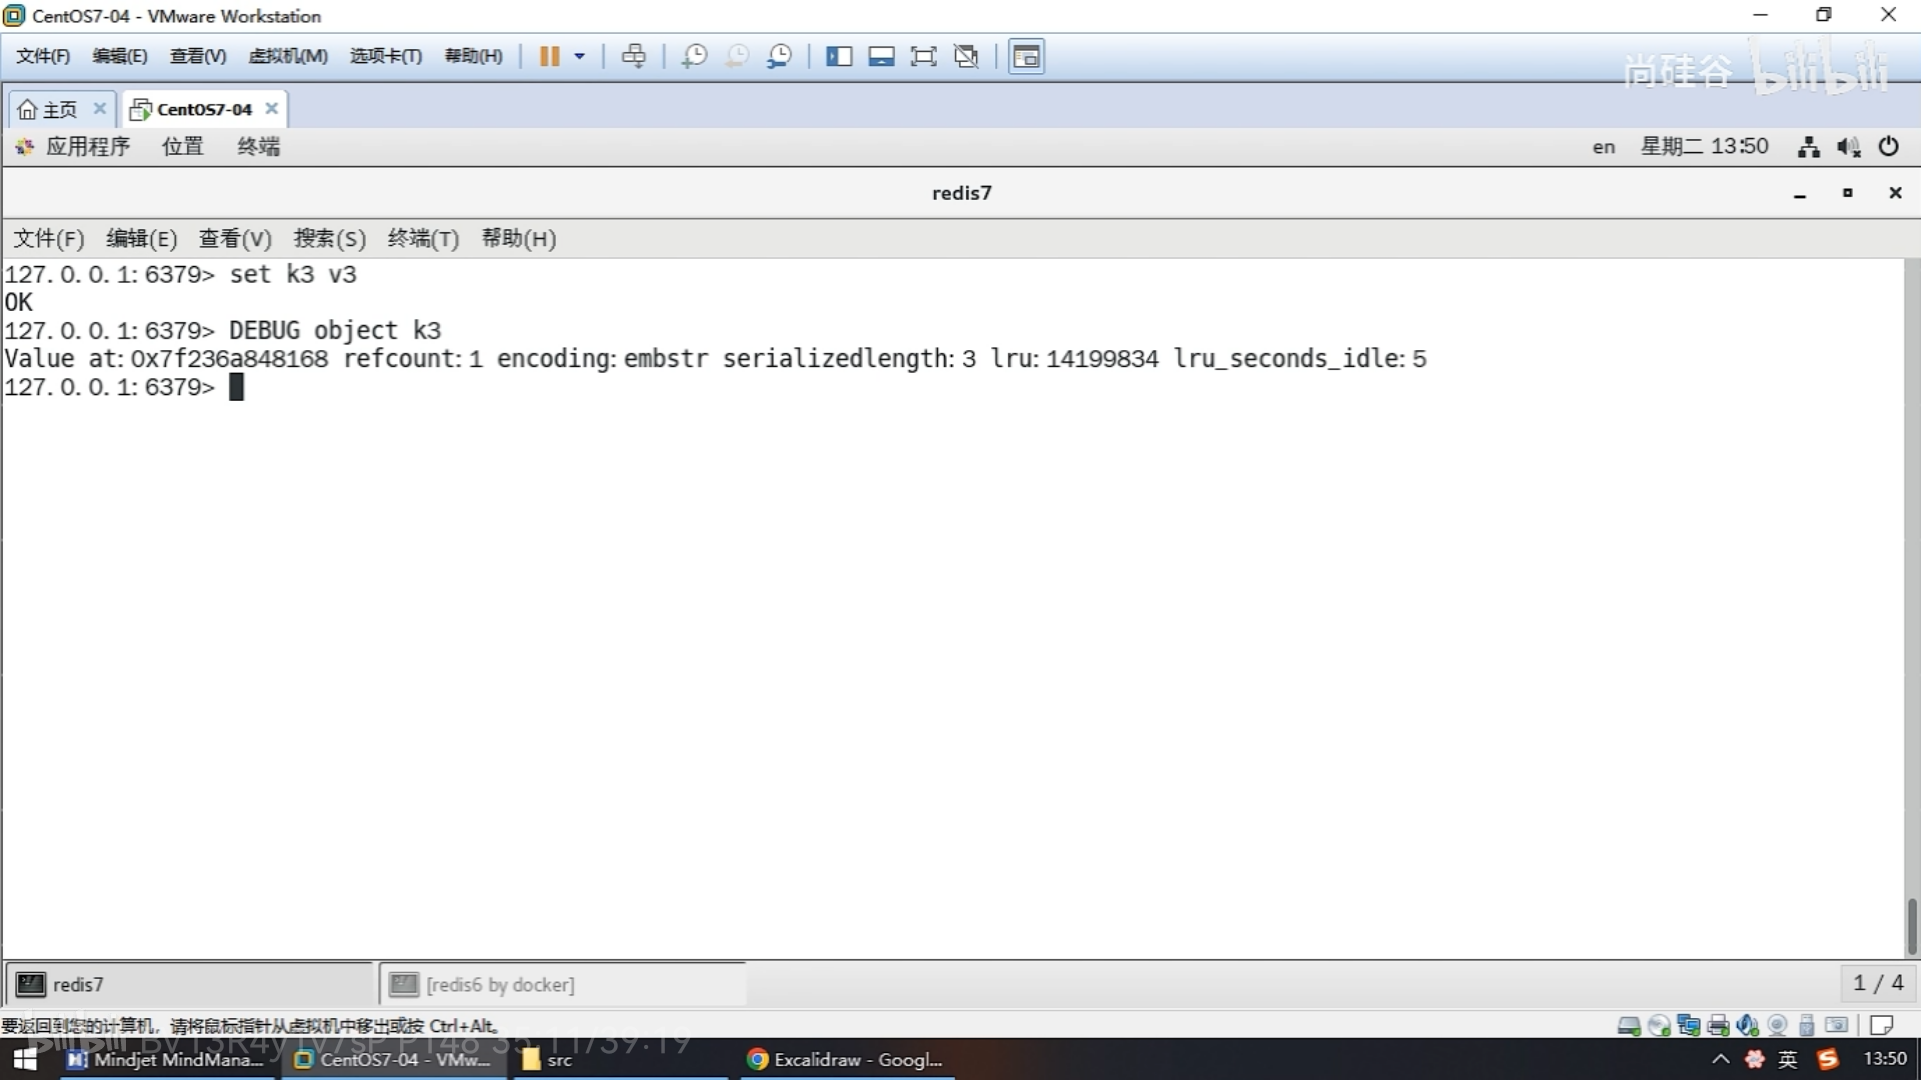 CentOS7-04 - VMware Workstation
文件(F) 编辑(E) 查看(V) 虚拟机(M) 选项卡(T) 帮助(H)
尚硅谷 bilibili
主页 CentOS7-04
应用程序 位置 终端 en 星期二 13:50
redis7
文件(F) 编辑(E) 查看(V) 搜索(S) 终端(T) 帮助(H)
127.0.0.1:6379> set k3 v3
OK
127.0.0.1:6379> DEBUG object k3
Value at:0x7f236a848168 refcount:1 encoding:embstr serializedlength:3 lru:14199834 lru_seconds_idle:5
127.0.0.1:6379>
redis7 [redis6 by docker] 1 / 4
要返回到您的计算机，请将鼠标指针从虚拟机中移出或按 Ctrl+Alt。
bilibili 35:11/39:19
Mindjet MindMana... CentOS7-04 - VMw... src Excalidraw - Googl... 英 13:50